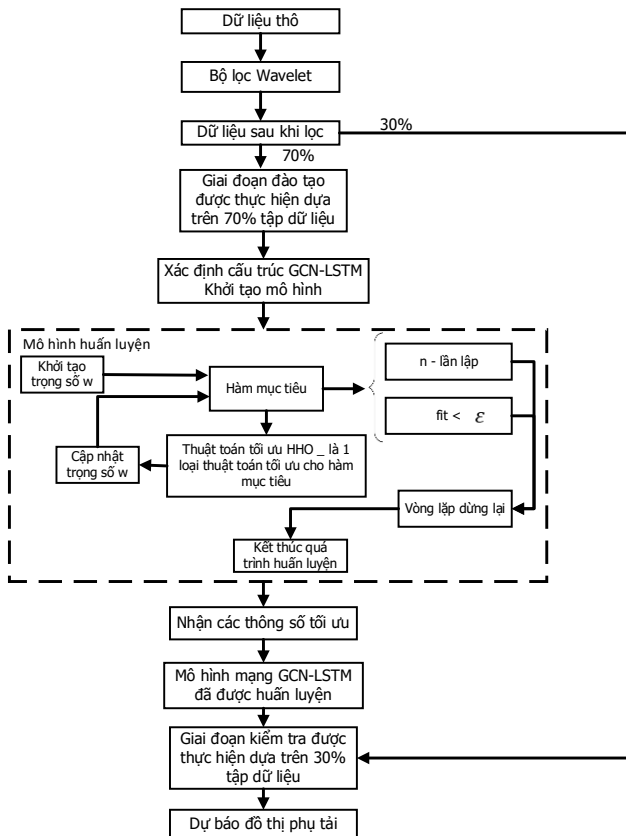 Dữ liệu thô
Bộ lọc Wavelet
Dữ liệu sau khi lọc
30%
70%
Giai đoạn đào tạo
được thực hiện dựa
trên 70% tập dữ liệu
Xác định cấu trúc GCN-LSTM
Khởi tạo mô hình
Mô hình huấn luyện
Khởi tạo
trọng số w
Hàm mục tiêu
n - lần lập
fit < ε
Thuật toán tối ưu HHO _ là 1
loại thuật toán tối ưu cho hàm
mục tiêu
Cập nhật
trọng số w
Vòng lặp dừng lại
Kết thúc quá
trình huấn luyện
Nhận các thông số tối ưu
Mô hình mạng GCN-LSTM
đã được huấn luyện
Giai đoạn kiểm tra được
thực hiện dựa trên 30%
tập dữ liệu
Dự báo đồ thị phụ tải